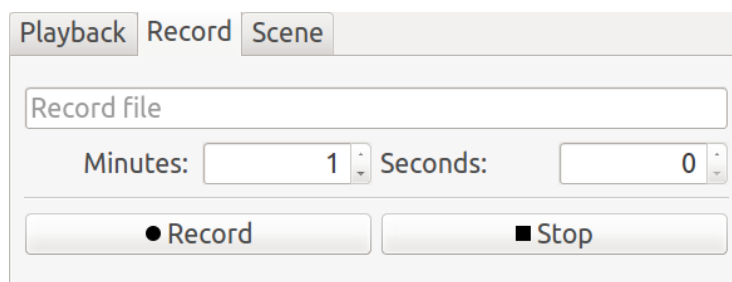 Playback Record Scene
Record file
Minutes: 1 Seconds: 0
Record Stop